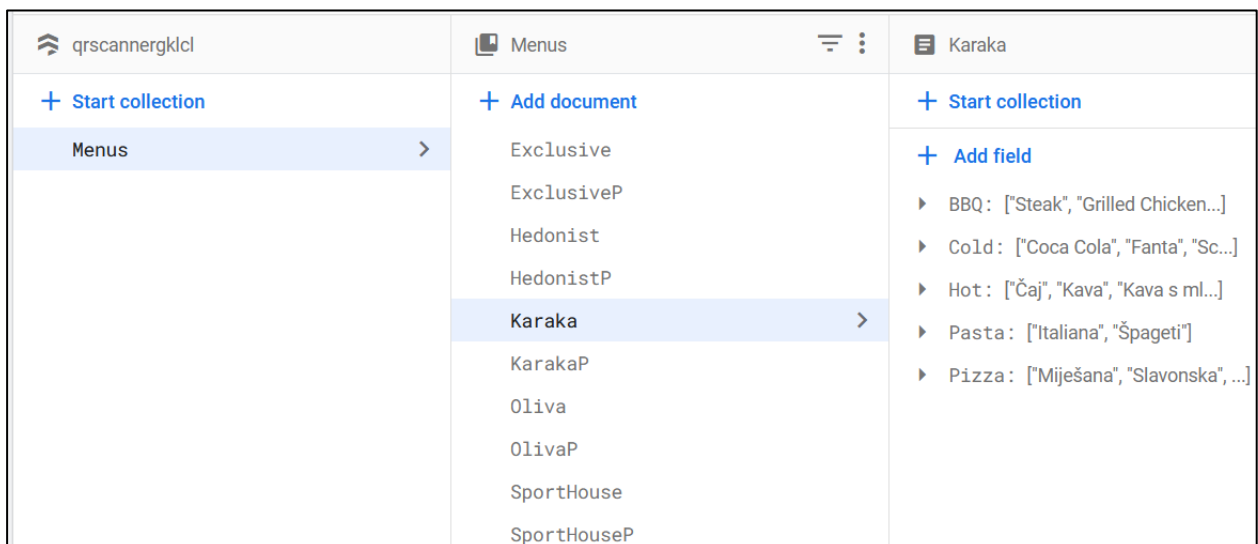 qrscannergklcl
Start collection
Menus
Menus
Add document
Exclusive
ExclusiveP
Hedonist
HedonistP
Karaka
KarakaP
Oliva
OlivaP
SportHouse
SportHouseP
Karaka
Start collection
Add field
BBQ: ["Steak", "Grilled Chicken...]
Cold: ["Coca Cola", "Fanta", "Sc...]
Hot: ["Čaj", "Kava", "Kava s ml...]
Pasta: ["Italiana", "Špageti"]
Pizza: ["Miješana", "Slavonska", ...]